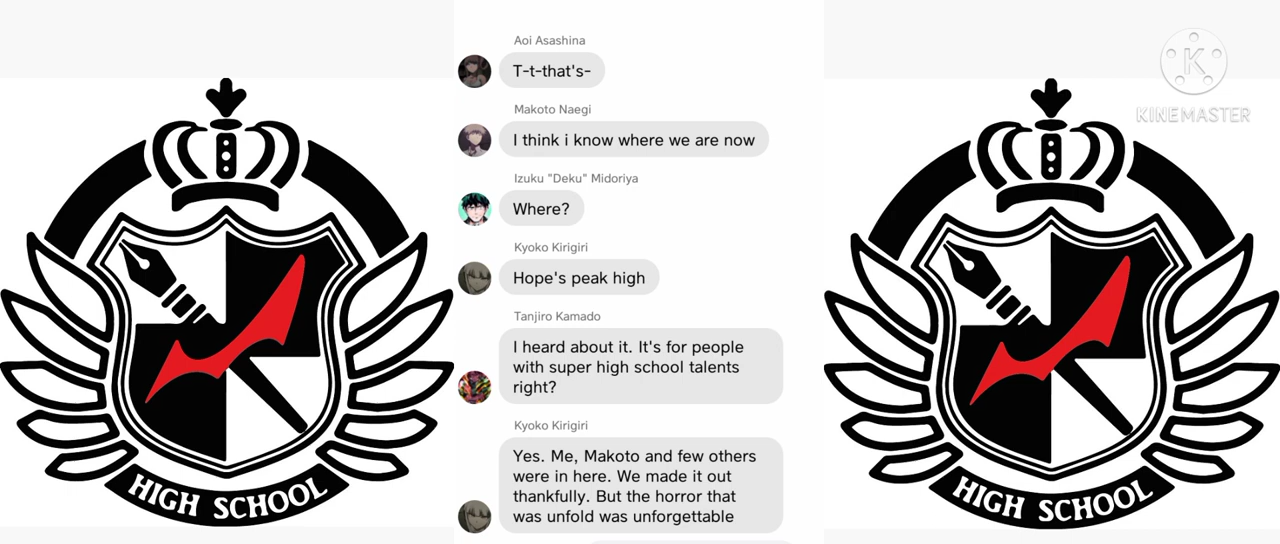 Aoi Asashina
T-t-that's-
Makoto Naegi
I think i know where we are now
Izuku "Deku" Midoriya
Where?
Kyoko Kirigiri
Hope's peak high
Tanjiro Kamado
I heard about it. It's for people
with super high school talents
right?
Kyoko Kirigiri
Yes. Me, Makoto and few others
were in here. We made it out
thankfully. But the horror that
was unfold was unforgettable
HIGH SCHOOL
HIGH SCHOOL
K
KINEMASTER